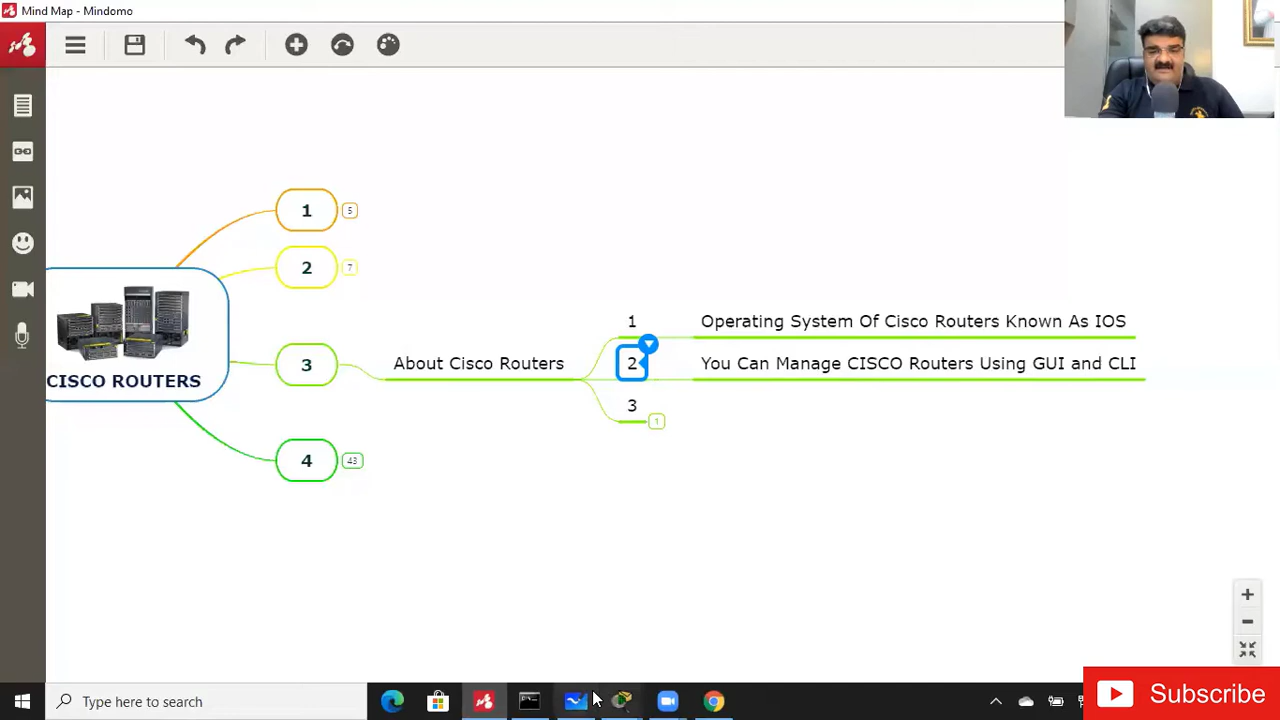 Mind Map - Mindomo
1 5
2 7
1 Operating System Of Cisco Routers Known As IOS
3 About Cisco Routers 2 You Can Manage CISCO Routers Using GUI and CLI
CISCO ROUTERS
3 1
4 43
Type here to search
Subscribe